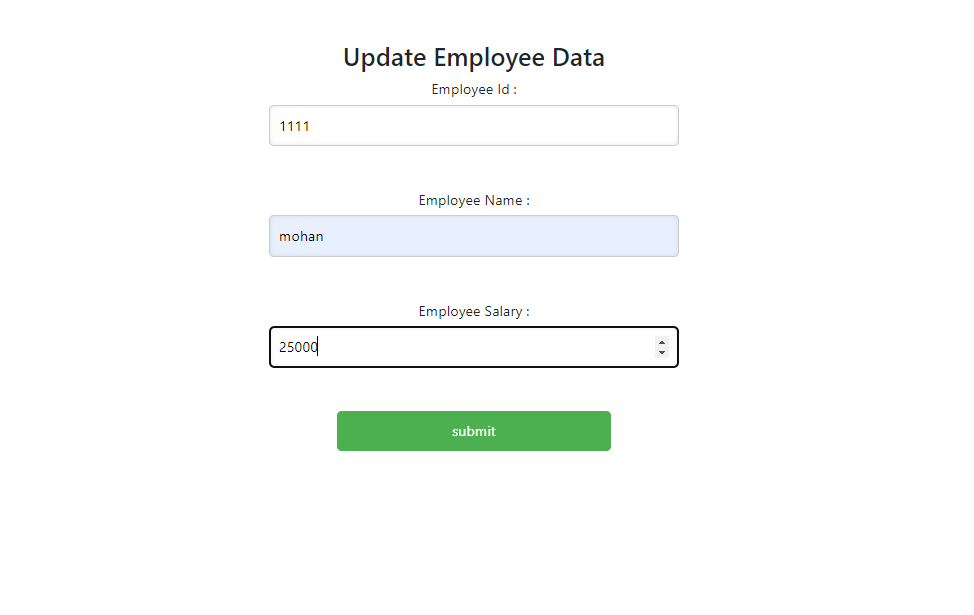 Update Employee Data
Employee Id :
1111
Employee Name :
mohan
Employee Salary :
25000
submit